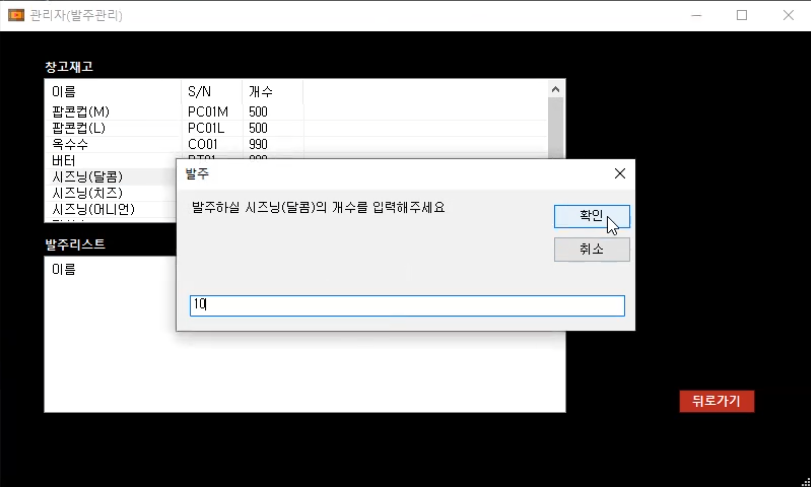 관리자(발주관리)
창고재고
이름 S/N 개수
팝콘컵(M) PC01M 500
팝콘컵(L) PC01L 500
옥수수 CO01 990
버터
시즈닝(달콤)
시즈닝(치즈)
시즈닝(어니언)
발주
발주하실 시즈닝(달콤)의 개수를 입력해주세요
확인
취소
10
발주리스트
이름
뒤로가기